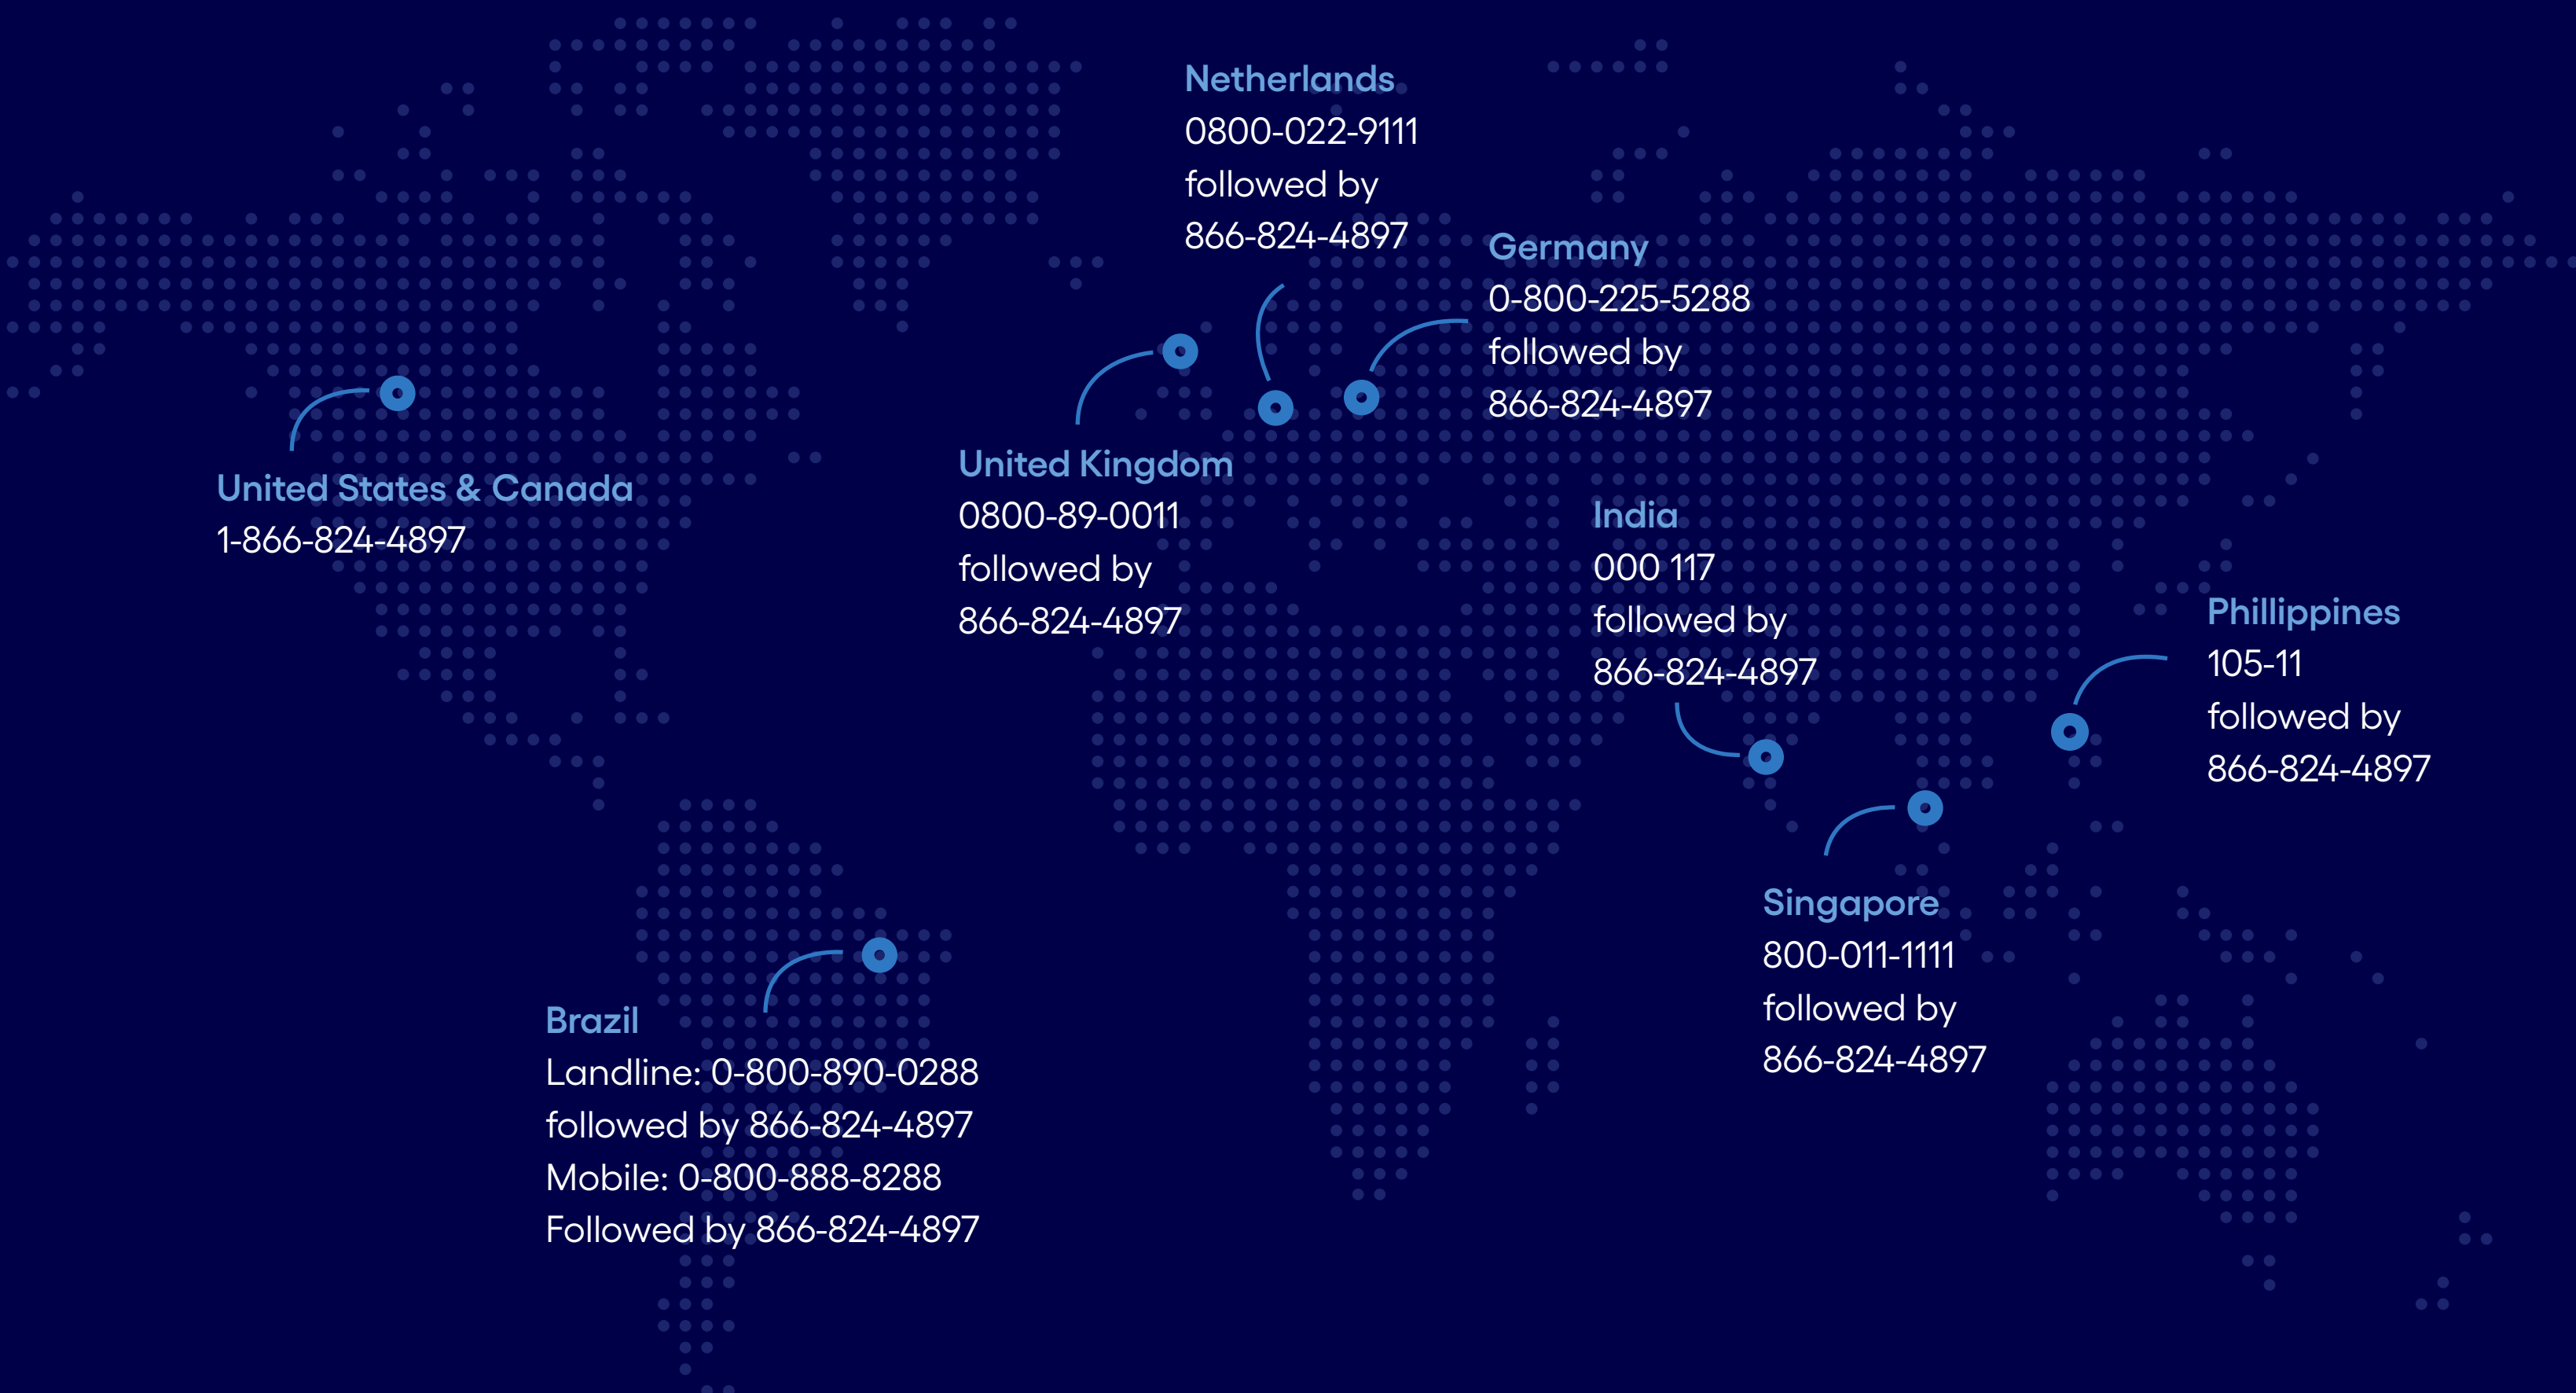 Netherlands
0800-022-9111
followed by
866-824-4897
Germany
0-800-225-5288
followed by
866-824-4897
United States & Canada
1-866-824-4897
United Kingdom
0800-89-0011
followed by
866-824-4897
India
000 117
followed by
866-824-4897
Phillippines
105-11
followed by
866-824-4897
Singapore
800-011-1111
followed by
866-824-4897
Brazil
Landline: 0-800-890-0288
followed by 866-824-4897
Mobile: 0-800-888-8288
Followed by 866-824-4897